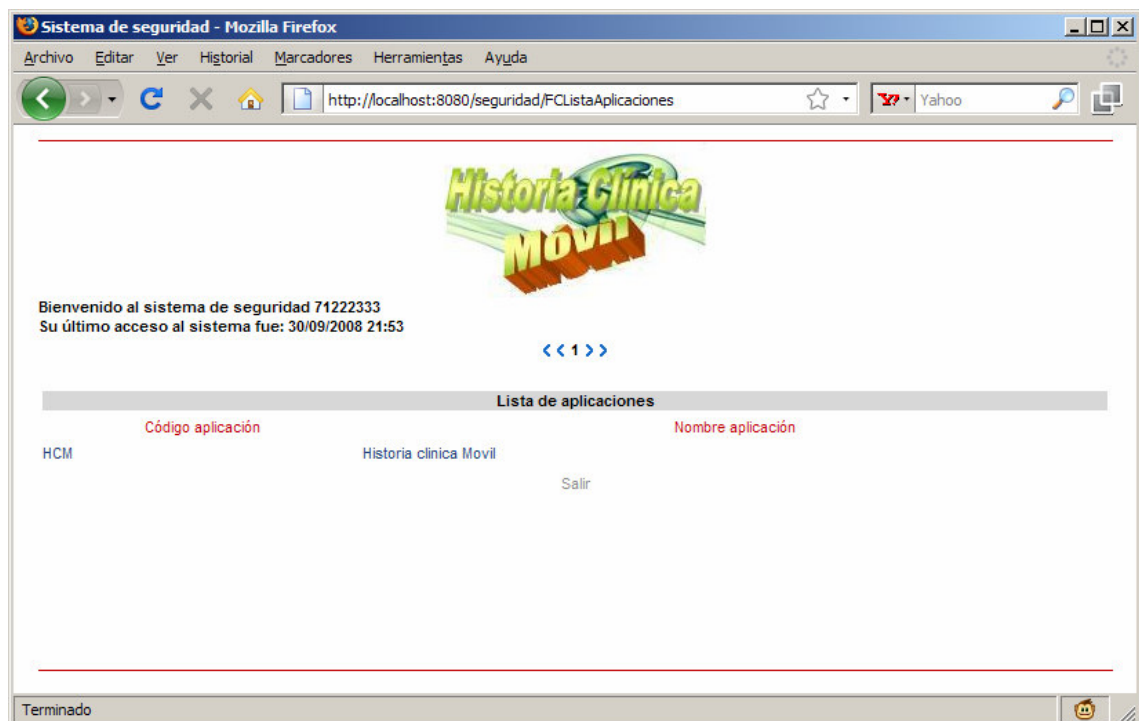 Sistema de seguridad - Mozilla Firefox
Archivo Editar Ver Historial Marcadores Herramientas Ayuda
http://localhost:8080/seguridad/FCListaAplicaciones Yahoo
Historia Clínica
Móvil
Bienvenido al sistema de seguridad 71222333
Su último acceso al sistema fue: 30/09/2008 21:53
< < 1 > >
Lista de aplicaciones
Código aplicación Nombre aplicación
HCM Historia clinica Movil
Salir
Terminado